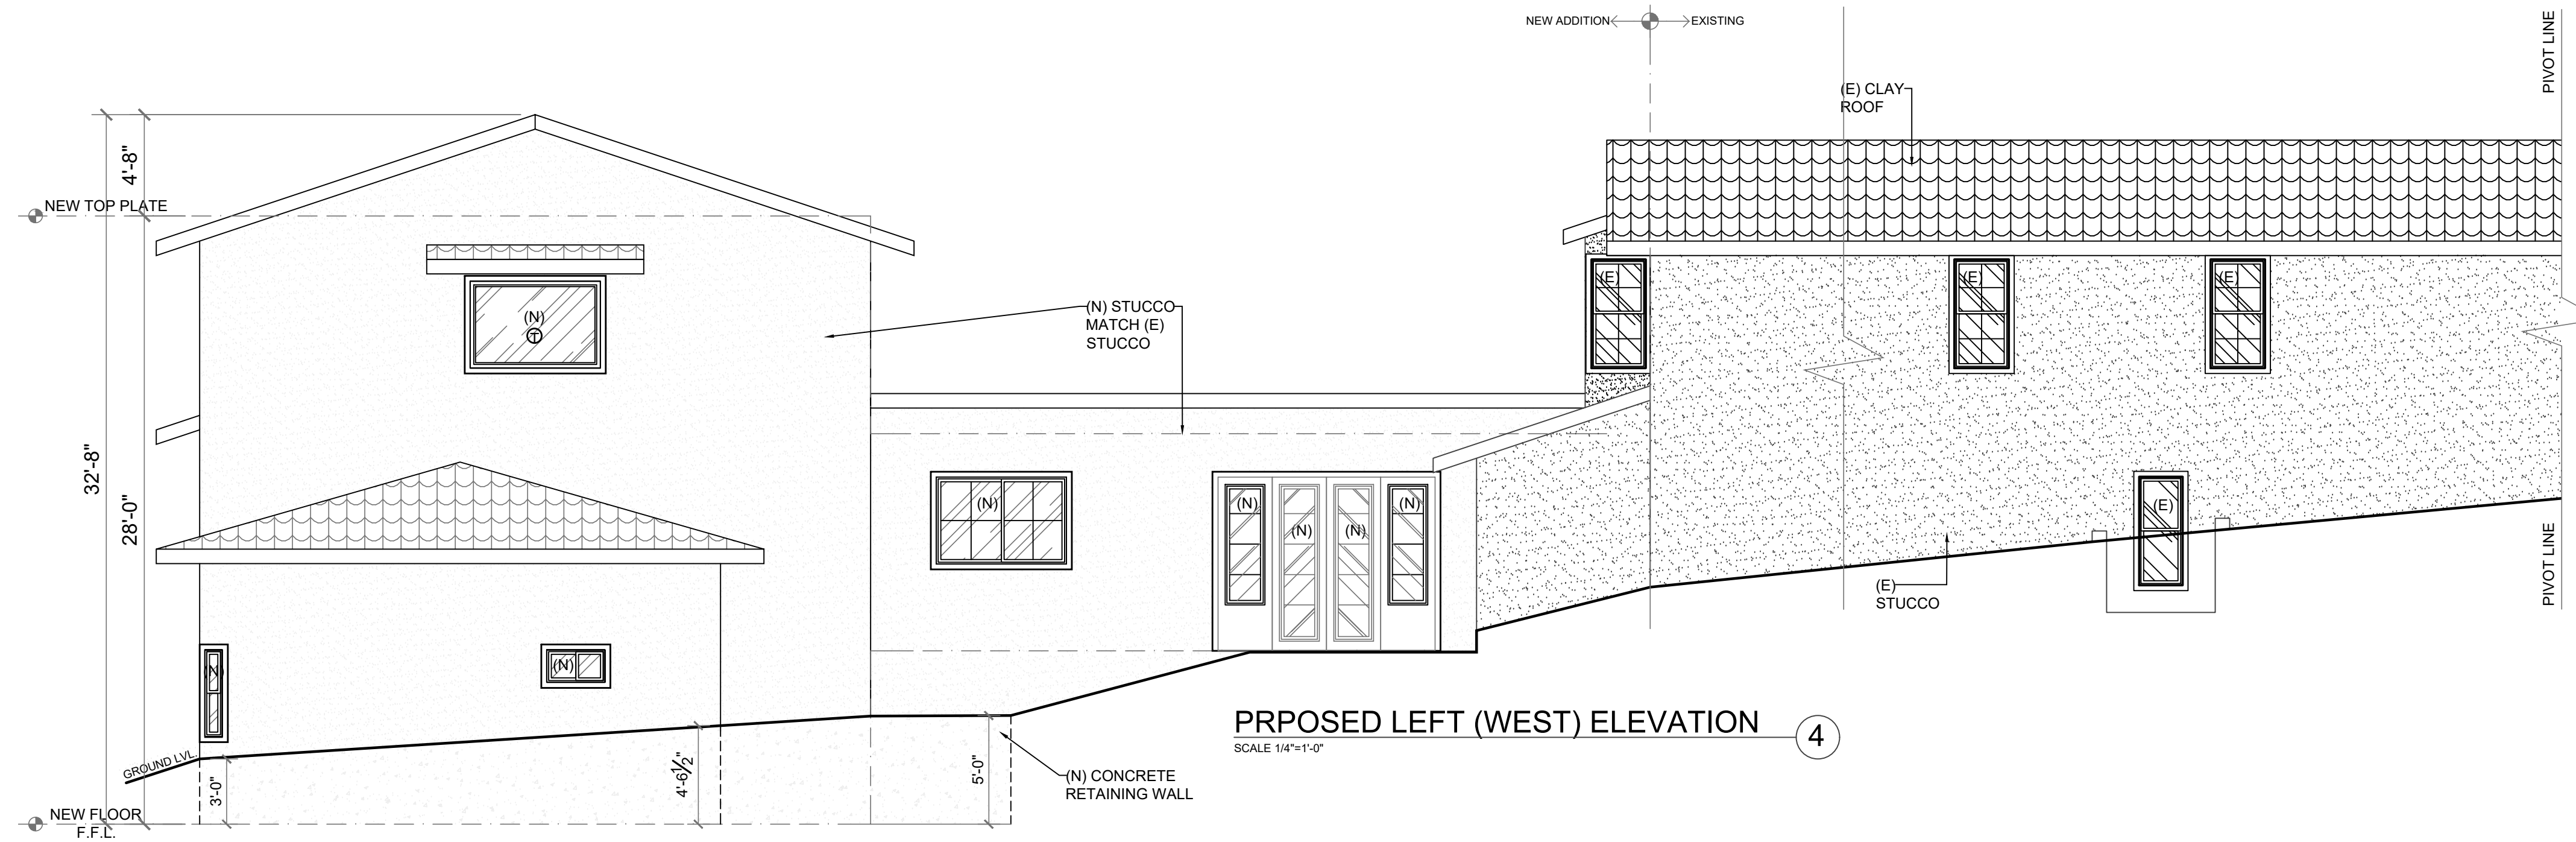 NEW ADDITION
EXISTING
PIVOT LINE
(E) CLAY
ROOF
4'-8"
NEW TOP PLATE
(N)
T
(N) STUCCO
MATCH (E)
STUCCO
(E)
(E)
(E)
32'-8"
28'-0"
(N)
(N)
(N)
(N)
(N)
(E)
PIVOT LINE
(E)
STUCCO
(N)
(N)
PRPOSED LEFT (WEST) ELEVATION
4
SCALE 1/4"=1'-0"
GROUND LVL.
3'-0"
4'-6½"
5'-0"
(N) CONCRETE
RETAINING WALL
NEW FLOOR
F.F.L.